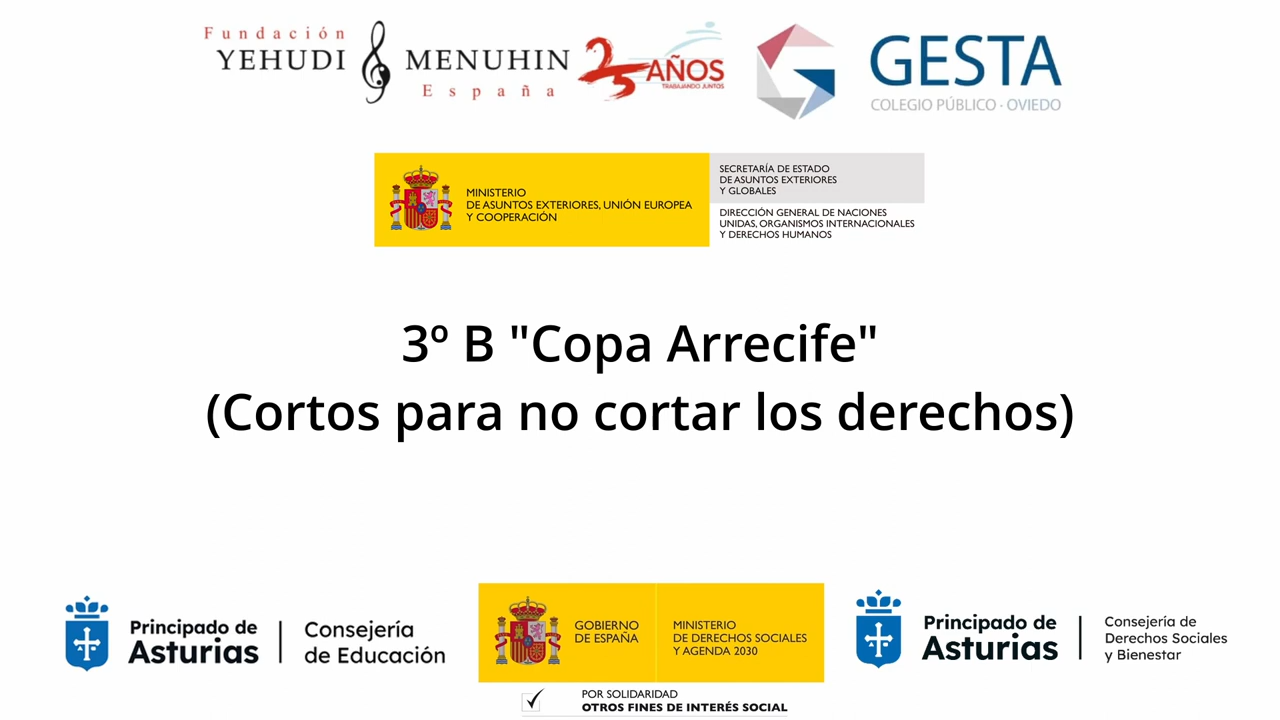 Fundación
YEHUDI MENUHIN
España
25 AÑOS
TRABAJANDO JUNTOS
GESTA
COLEGIO PÚBLICO · OVIEDO
MINISTERIO
DE ASUNTOS EXTERIORES, UNIÓN EUROPEA
Y COOPERACIÓN
SECRETARÍA DE ESTADO
DE ASUNTOS EXTERIORES
Y GLOBALES
DIRECCIÓN GENERAL DE NACIONES
UNIDAS, ORGANISMOS INTERNACIONALES
Y DERECHOS HUMANOS
3º B "Copa Arrecife"
(Cortos para no cortar los derechos)
Principado de
Asturias
Consejería
de Educación
GOBIERNO
DE ESPAÑA
MINISTERIO
DE DERECHOS SOCIALES
Y AGENDA 2030
POR SOLIDARIDAD
OTROS FINES DE INTERÉS SOCIAL
Principado de
Asturias
Consejería de
Derechos Sociales
y Bienestar